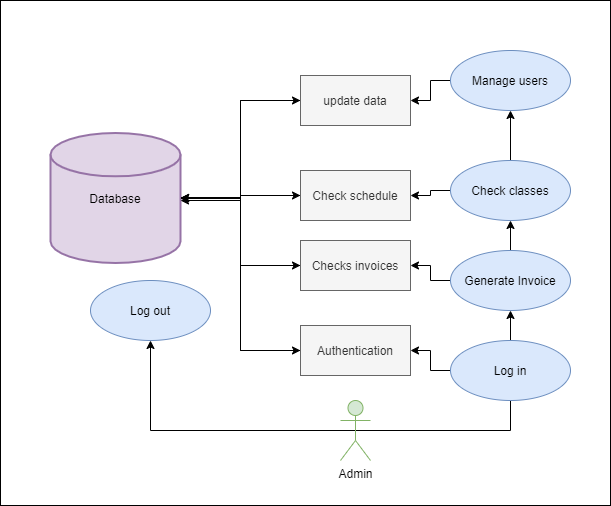 Manage users
update data
Check classes
Check schedule
Database
Checks invoices
Generate Invoice
Log out
Authentication
Log in
Admin